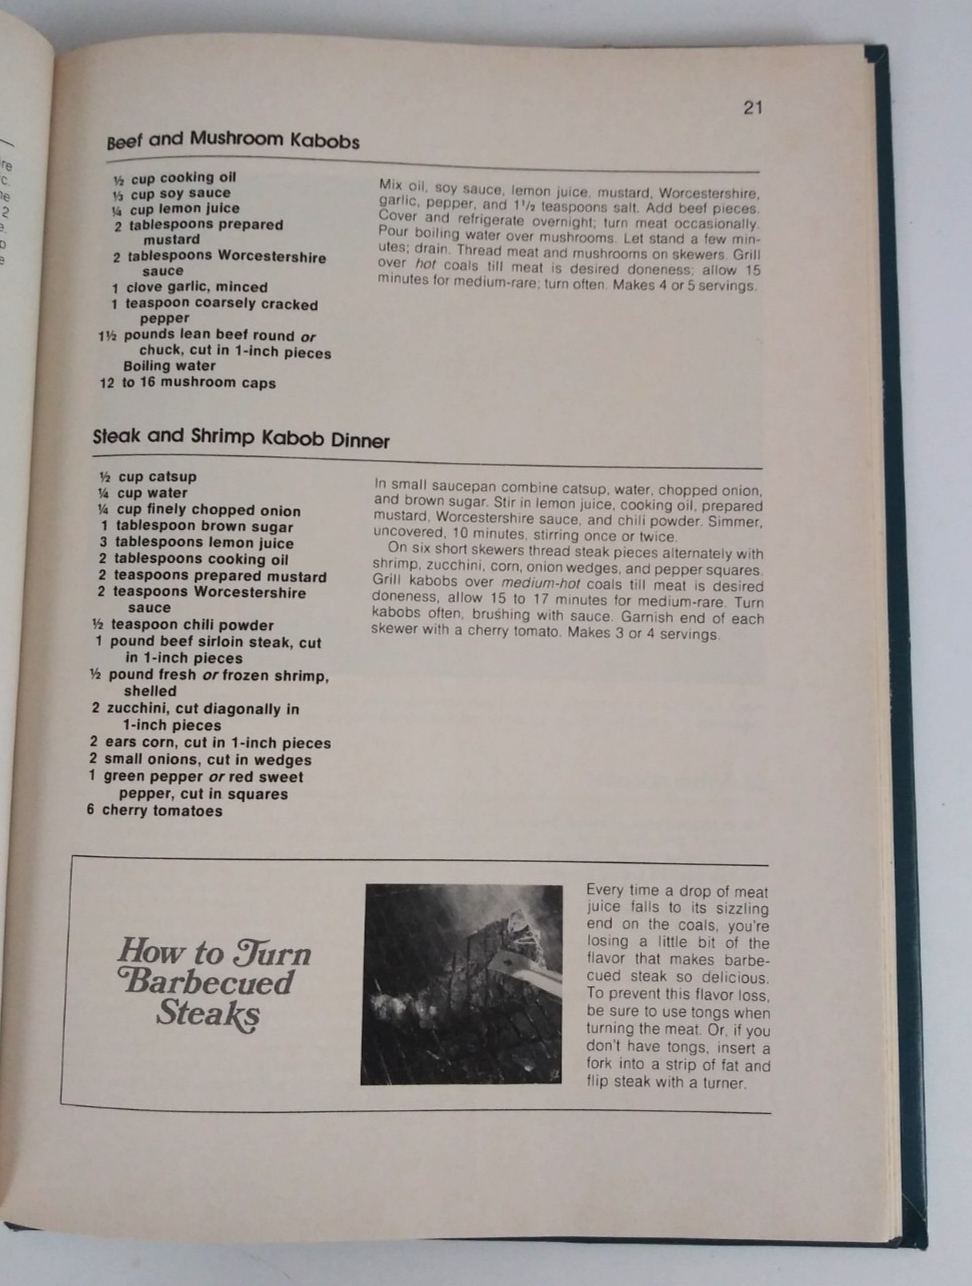 21
Beef and Mushroom Kabobs
½ cup cooking oil
⅓ cup soy sauce
¼ cup lemon juice
2 tablespoons prepared
mustard
2 tablespoons Worcestershire
sauce
1 clove garlic, minced
1 teaspoon coarsely cracked
pepper
1½ pounds lean beef round or
chuck, cut in 1-inch pieces
Boiling water
12 to 16 mushroom caps
Mix oil, soy sauce, lemon juice, mustard, Worcestershire,
garlic, pepper, and 1½ teaspoons salt. Add beef pieces.
Cover and refrigerate overnight; turn meat occasionally.
Pour boiling water over mushrooms. Let stand a few min-
utes; drain. Thread meat and mushrooms on skewers. Grill
over hot coals till meat is desired doneness; allow 15
minutes for medium-rare; turn often. Makes 4 or 5 servings.
Steak and Shrimp Kabob Dinner
½ cup catsup
¼ cup water
¼ cup finely chopped onion
1 tablespoon brown sugar
3 tablespoons lemon juice
2 tablespoons cooking oil
2 teaspoons prepared mustard
2 teaspoons Worcestershire
sauce
½ teaspoon chili powder
1 pound beef sirloin steak, cut
in 1-inch pieces
½ pound fresh or frozen shrimp,
shelled
2 zucchini, cut diagonally in
1-inch pieces
2 ears corn, cut in 1-inch pieces
2 small onions, cut in wedges
1 green pepper or red sweet
pepper, cut in squares
6 cherry tomatoes
In small saucepan combine catsup, water, chopped onion,
and brown sugar. Stir in lemon juice, cooking oil, prepared
mustard, Worcestershire sauce, and chili powder. Simmer,
uncovered, 10 minutes, stirring once or twice.
On six short skewers thread steak pieces alternately with
shrimp, zucchini, corn, onion wedges, and pepper squares.
Grill kabobs over medium-hot coals till meat is desired
doneness, allow 15 to 17 minutes for medium-rare. Turn
kabobs often, brushing with sauce. Garnish end of each
skewer with a cherry tomato. Makes 3 or 4 servings.
How to Turn
Barbecued
Steaks
Every time a drop of meat
juice falls to its sizzling
end on the coals, you're
losing a little bit of the
flavor that makes barbe-
cued steak so delicious.
To prevent this flavor loss,
be sure to use tongs when
turning the meat. Or, if you
don't have tongs, insert a
fork into a strip of fat and
flip steak with a turner.